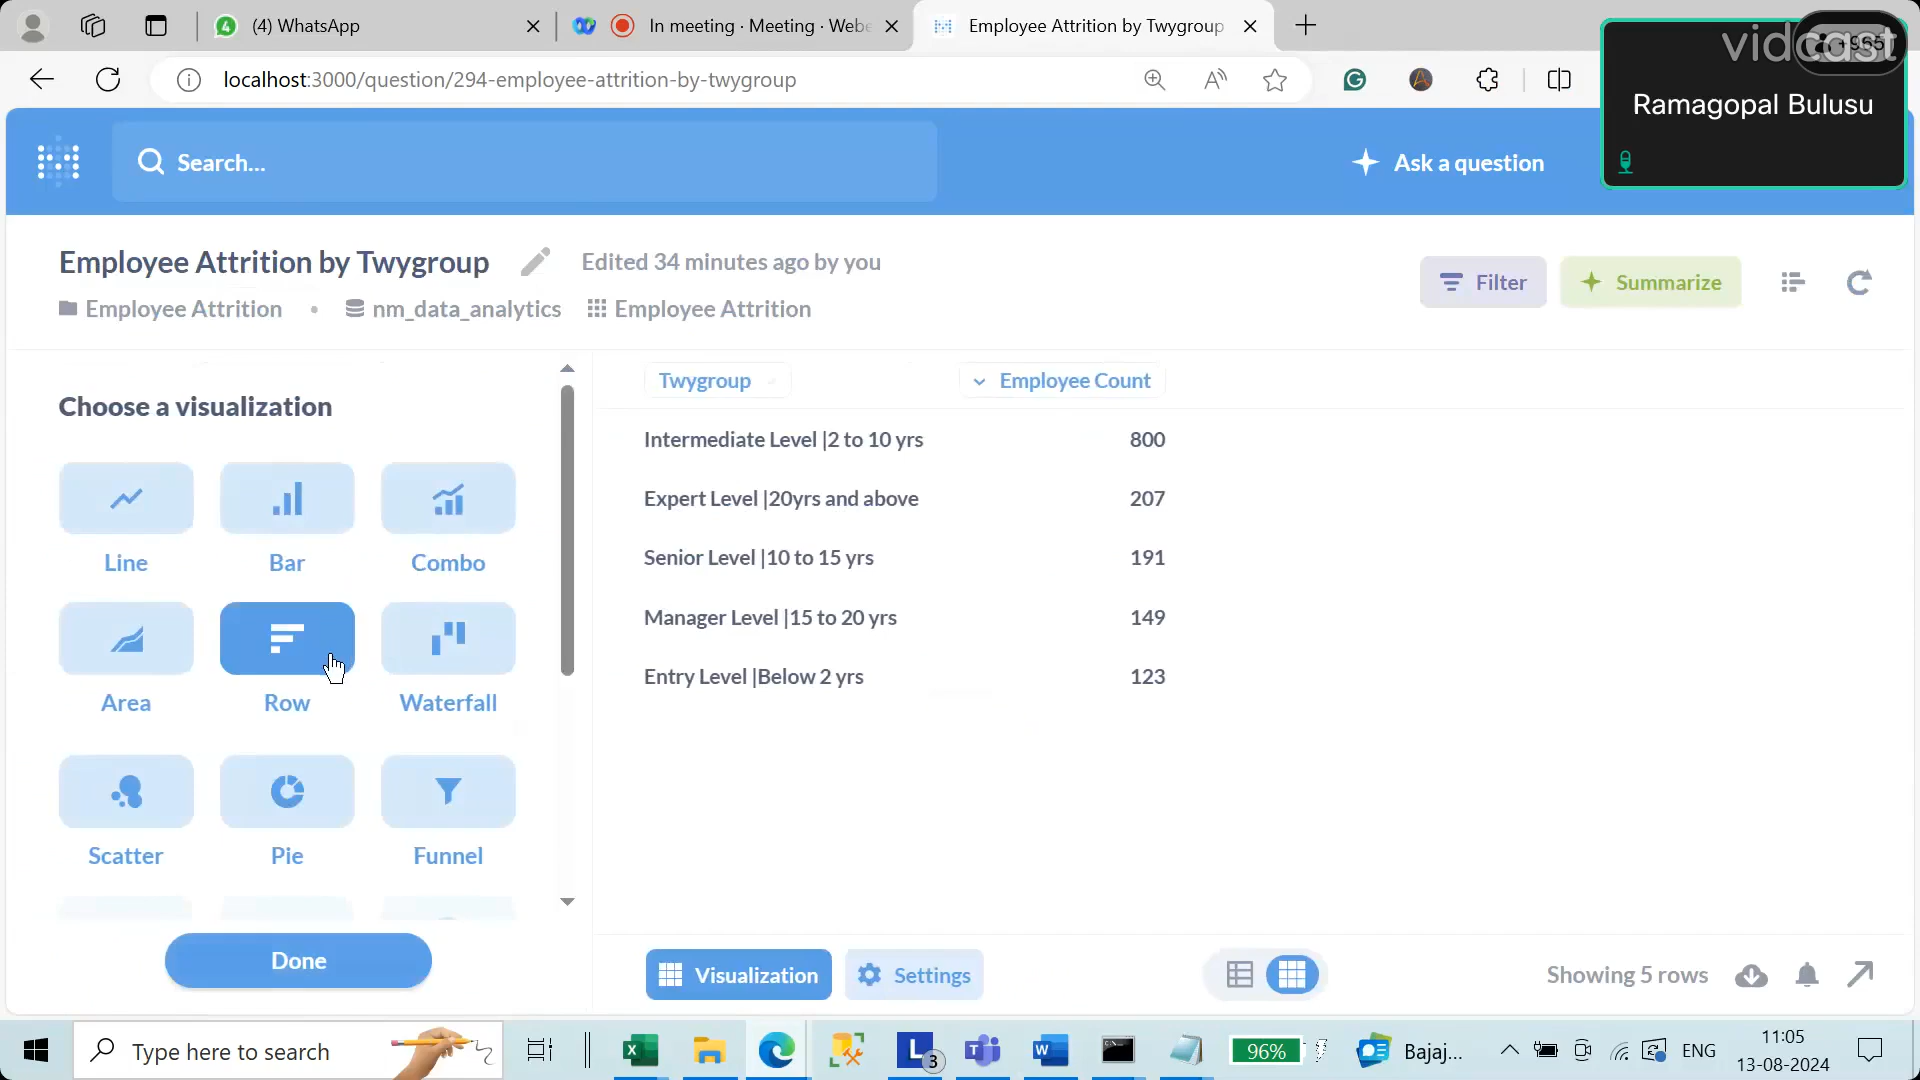 (4) WhatsApp
In meeting · Meeting · Webe
Employee Attrition by Twygroup
vidcast
localhost:3000/question/294-employee-attrition-by-twygroup
Ramagopal Bulusu
Search...
Ask a question
Employee Attrition by Twygroup
Edited 34 minutes ago by you
Employee Attrition
nm_data_analytics
Employee Attrition
Filter
Summarize
Choose a visualization
Line
Bar
Combo
Area
Row
Waterfall
Scatter
Pie
Funnel
Done
Twygroup
Employee Count
Intermediate Level |2 to 10 yrs
800
Expert Level |20yrs and above
207
Senior Level |10 to 15 yrs
191
Manager Level |15 to 20 yrs
149
Entry Level |Below 2 yrs
123
Visualization
Settings
Showing 5 rows
Type here to search
3
96%
Bajaj...
ENG
11:05
13-08-2024